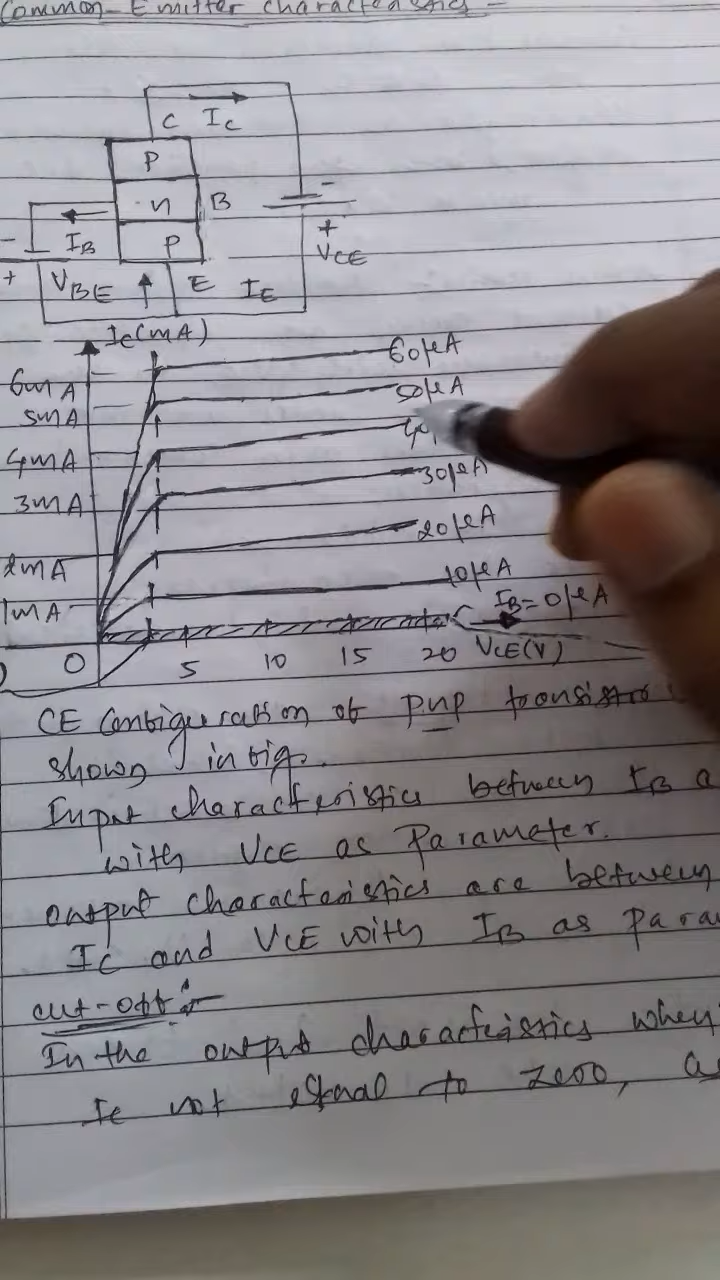 Common-Emitter characteristics -
C Ic
P
n B
P
IB
-
+
VBE
E
IE
-
+
VCE
Ic(mA)
6mA
5mA
4mA
3mA
2mA
1mA
0
60μA
50μA
30μA
20μA
10μA
IB=0μA
5 10 15 20 VCE(V)
CE Configuration of pnp transistor
shown in fig.
Input characteristics between IB
with VCE as Parameter.
output characteristics are between
IC and VCE with IB as
cut-off:-
In the output characteristics when
Ic not equal to zero,